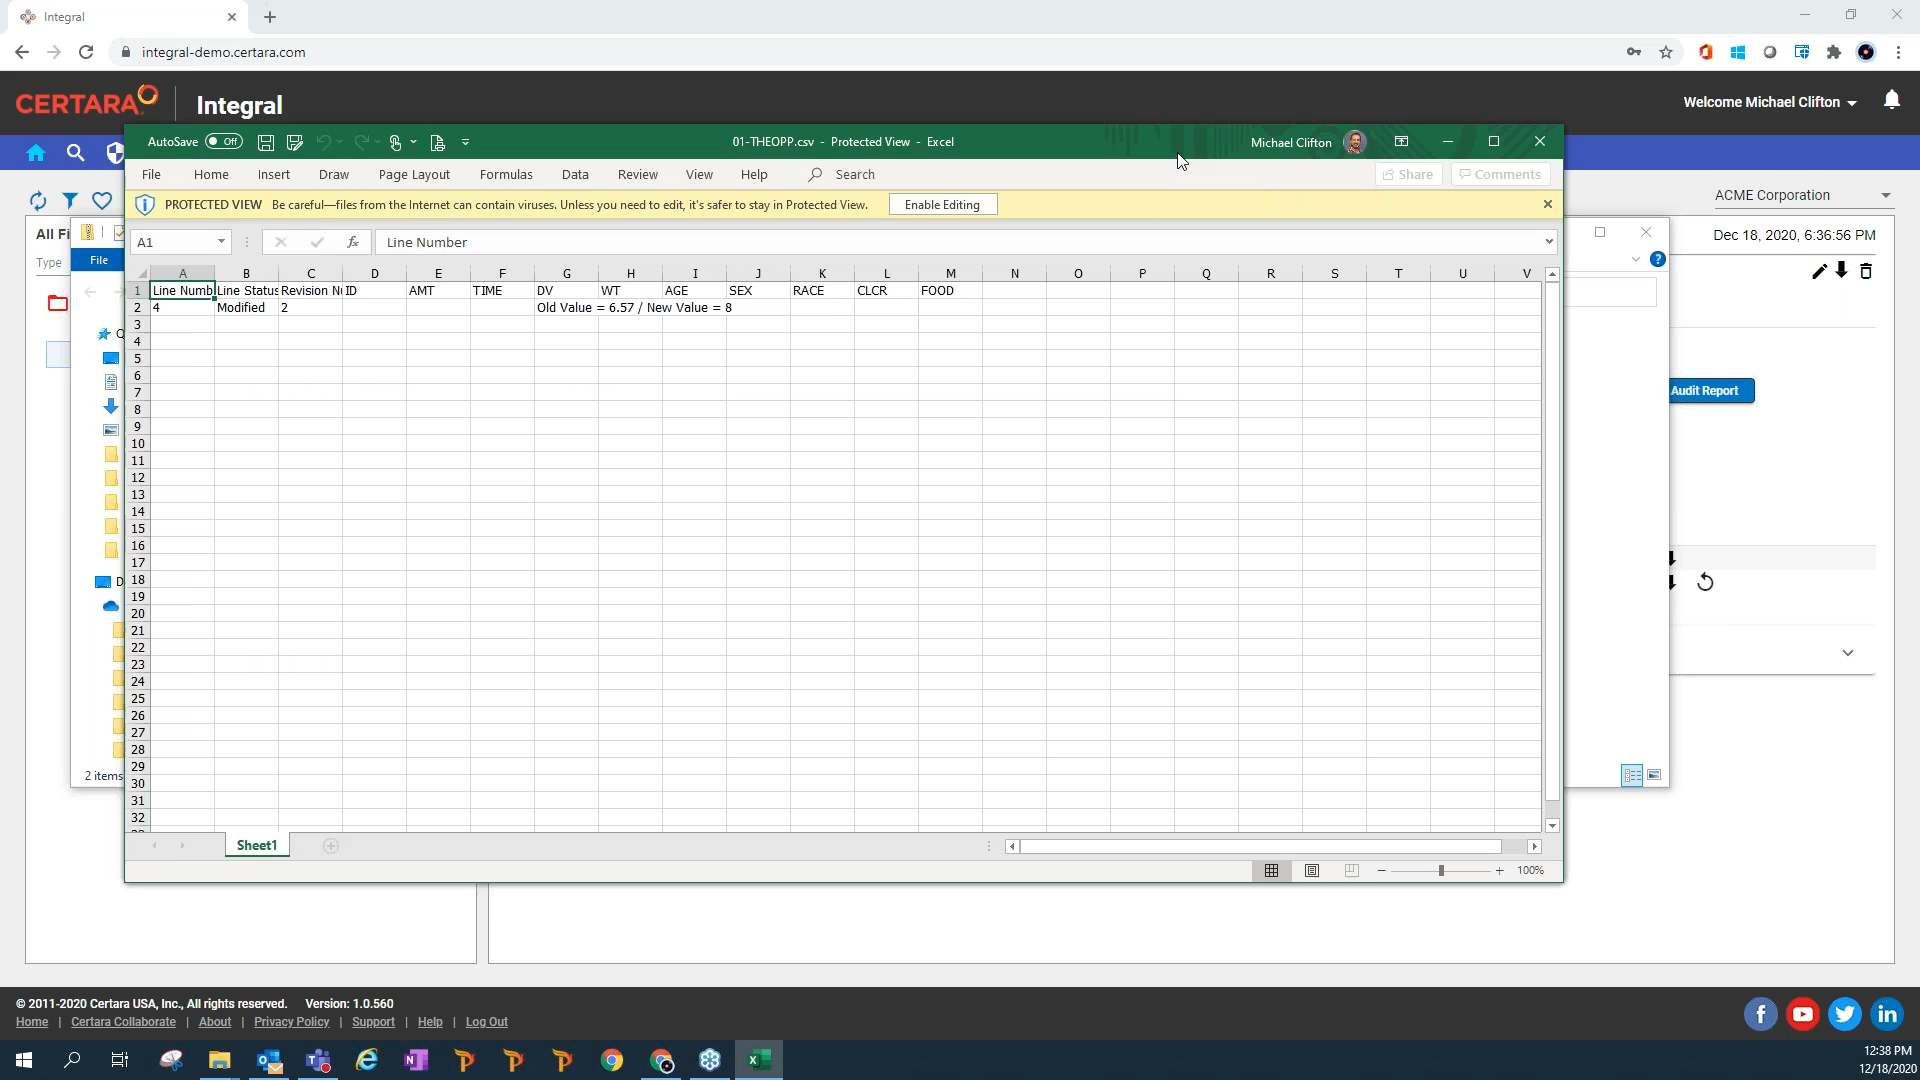 Integral
integral-demo.certara.com
CERTARA
Integral
Welcome Michael Clifton
AutoSave Off
01-THEOPP.csv - Protected View - Excel
Michael Clifton
File Home Insert Draw Page Layout Formulas Data Review View Help Search
Share Comments
PROTECTED VIEW Be careful—files from the Internet can contain viruses. Unless you need to edit, it's safer to stay in Protected View. Enable Editing
ACME Corporation
All Fi
Type
File
Dec 18, 2020, 6:36:56 PM
A1 fx Line Number
A B C D E F G H I J K L M N O P Q R S T U V
1 Line Numb Line Status Revision Nu ID AMT TIME DV WT AGE SEX RACE CLCR FOOD
2 4 Modified 2 Old Value = 6.57 / New Value = 8
3
4
5
6
7
8
9
10
11
12
13
14
15
16
17
18
19
20
21
22
23
24
25
26
27
28
29
30
31
32
Q
D
Audit Report
2 items
Sheet1
100%
© 2011-2020 Certara USA, Inc., All rights reserved. Version: 1.0.560
Home | Certara Collaborate | About | Privacy Policy | Support | Help | Log Out
12:38 PM
12/18/2020